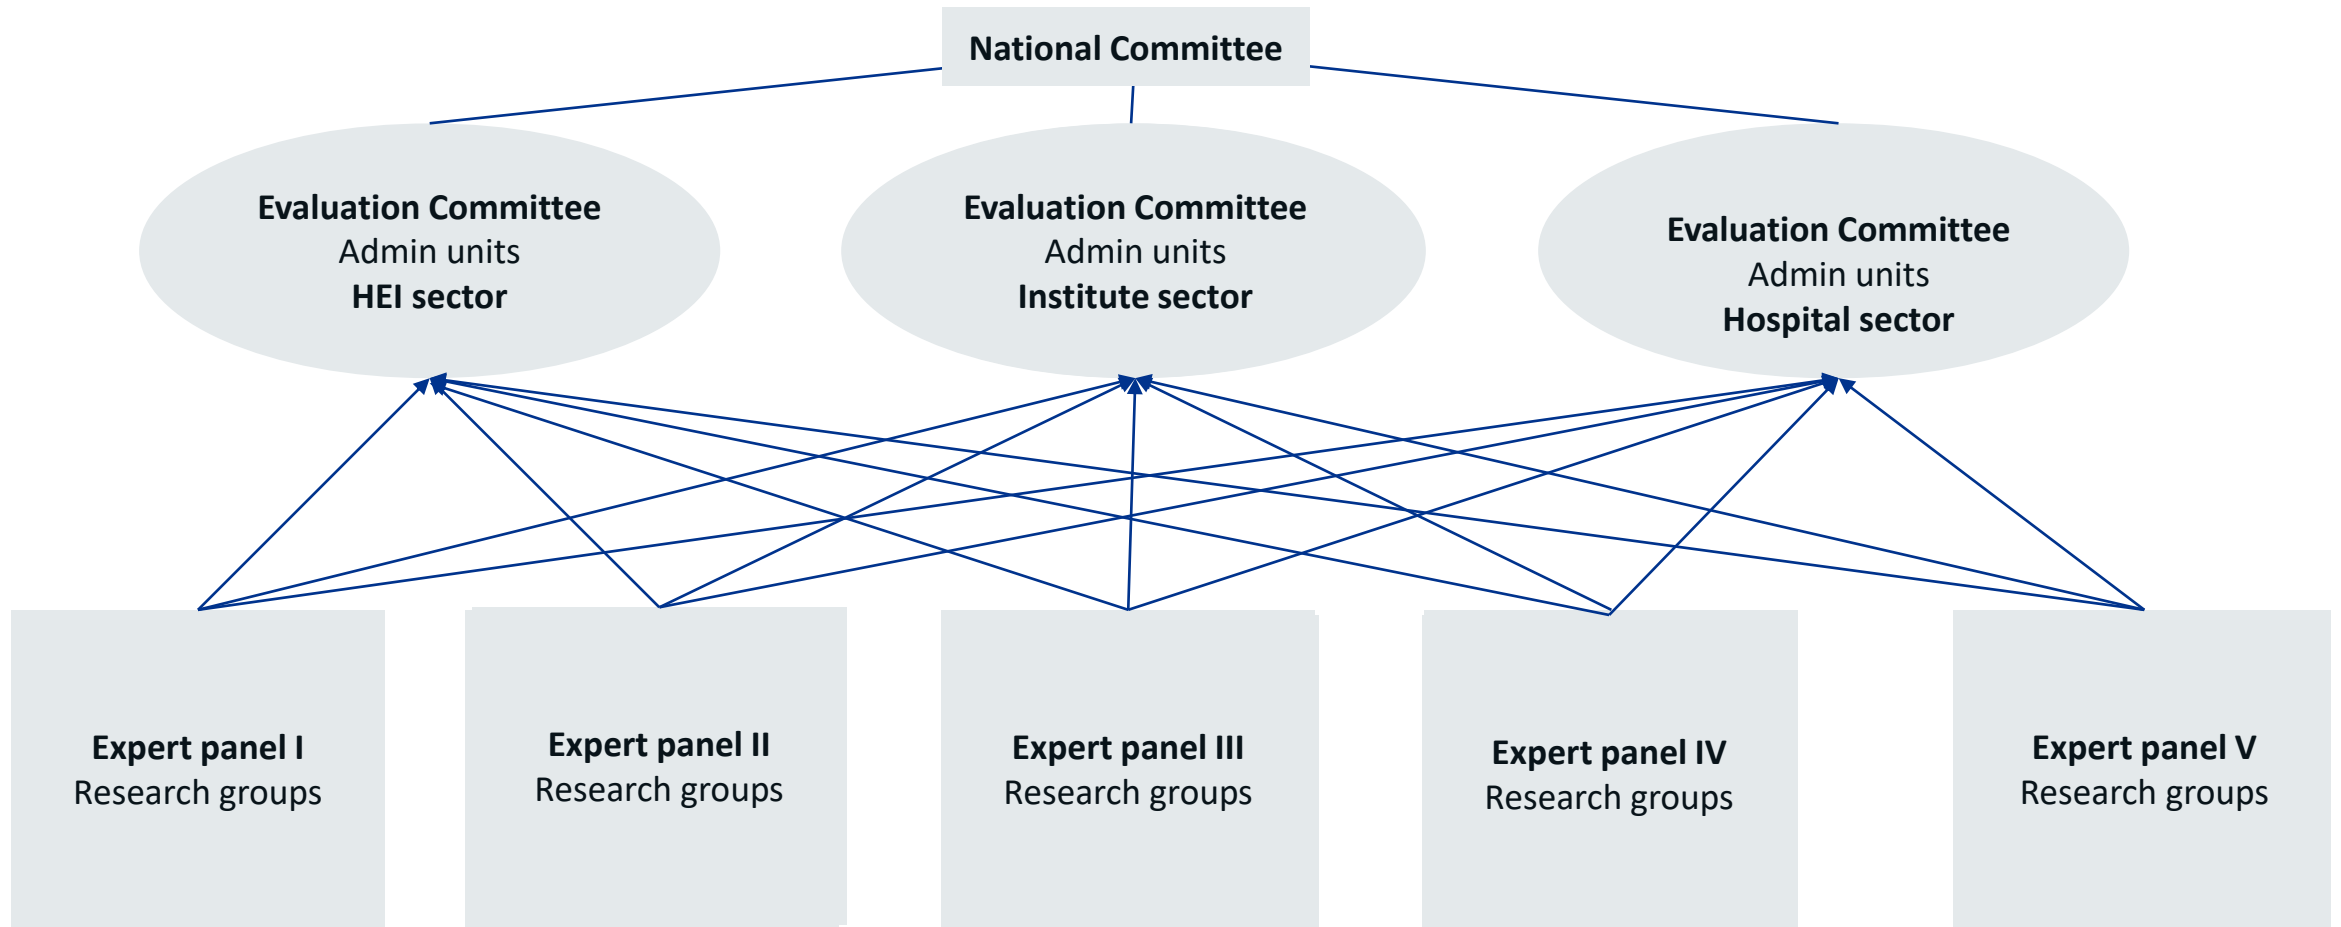 National Committee
Evaluation Committee
Admin units
HEI sector
Evaluation Committee
Admin units
Institute sector
Evaluation Committee
Admin units
Hospital sector
Expert panel I
Research groups
Expert panel II
Research groups
Expert panel III
Research groups
Expert panel IV
Research groups
Expert panel V
Research groups